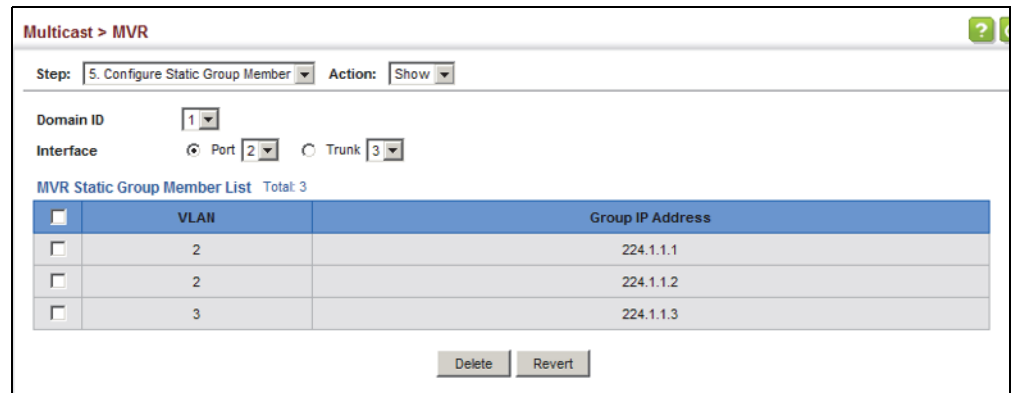 Multicast > MVR
?
Step: 5. Configure Static Group Member Action: Show
Domain ID 1
Interface Port 2 Trunk 3
MVR Static Group Member List Total: 3
VLAN Group IP Address
2 224.1.1.1
2 224.1.1.2
3 224.1.1.3
Delete Revert